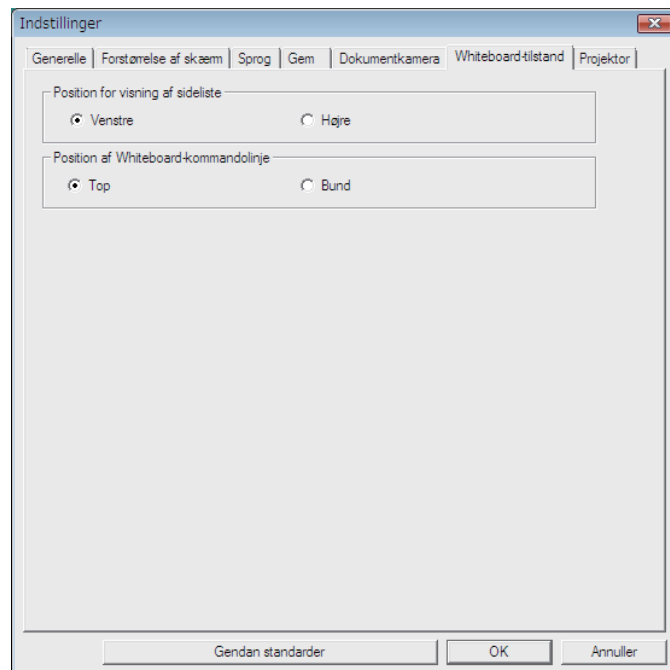 Indstillinger
Generelle Forstørrelse af skærm Sprog Gem Dokumentkamera Whiteboard-tilstand Projektor
Position for visning af sideliste
Venstre Højre
Position af Whiteboard-kommandolinje
Top Bund
Gendan standarder OK Annuller